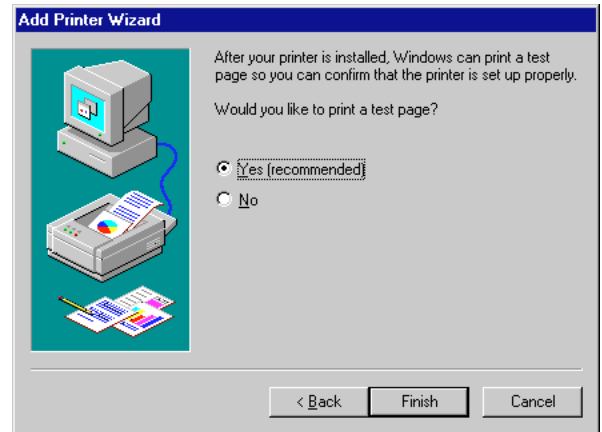 Add Printer Wizard
After your printer is installed, Windows can print a test
page so you can confirm that the printer is set up properly.
Would you like to print a test page?
Yes (recommended)
No
< Back
Finish
Cancel